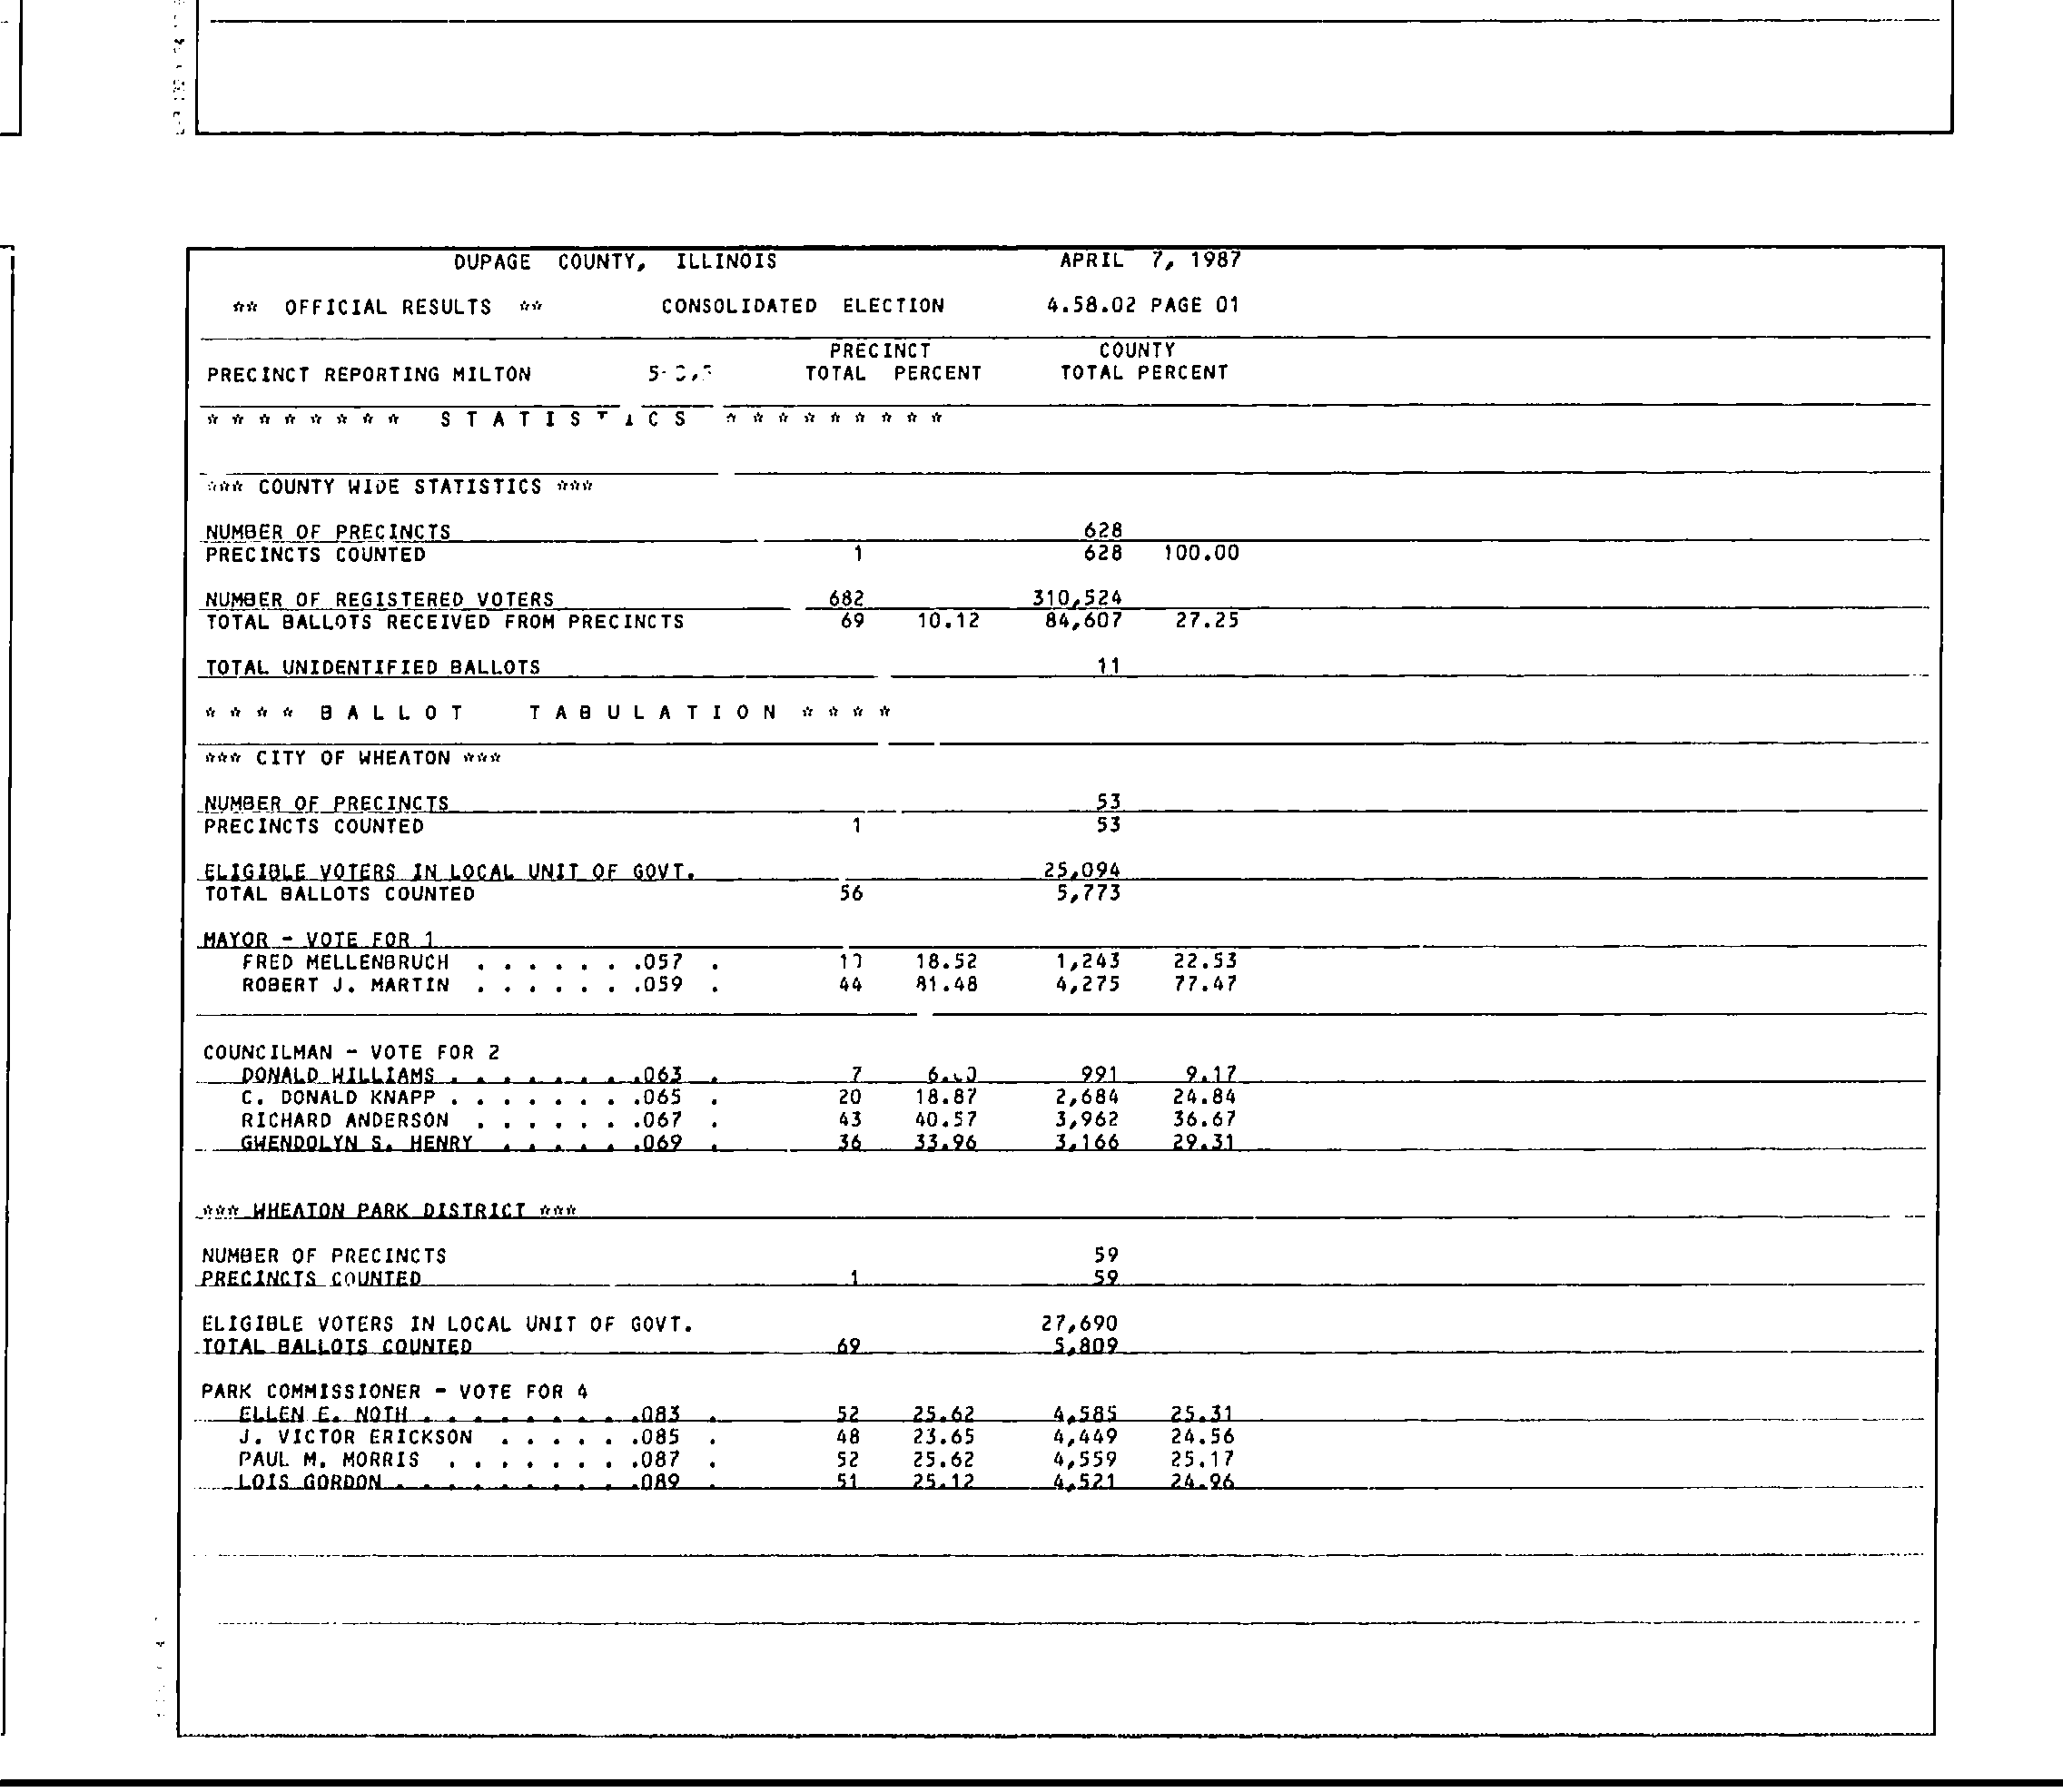 DUPAGE COUNTY, ILLINOIS APRIL 7, 1987
** OFFICIAL RESULTS ** CONSOLIDATED ELECTION 4.58.02 PAGE 01
PRECINCT COUNTY
PRECINCT REPORTING MILTON TOTAL PERCENT TOTAL PERCENT
* * * * * * * * S T A T I S T I C S * * * * * * * * *
*** COUNTY WIDE STATISTICS ***
NUMBER OF PRECINCTS 628
PRECINCTS COUNTED 1 628 100.00
NUMBER OF REGISTERED VOTERS 682 310,524
TOTAL BALLOTS RECEIVED FROM PRECINCTS 69 10.12 84,607 27.25
TOTAL UNIDENTIFIED BALLOTS 11
* * * * B A L L O T T A B U L A T I O N * * * *
*** CITY OF WHEATON ***
NUMBER OF PRECINCTS 53
PRECINCTS COUNTED 1 53
ELIGIBLE VOTERS IN LOCAL UNIT OF GOVT. 25,094
TOTAL BALLOTS COUNTED 56 5,773
MAYOR - VOTE FOR 1
FRED MELLENBRUCH . . . . . . .057 . 18.52 1,243 22.53
ROBERT J. MARTIN . . . . . . .059 . 44 81.48 4,275 77.47
COUNCILMAN - VOTE FOR 2
DONALD WILLIAMS . . . . . . . .063 . 7 991 9.17
C. DONALD KNAPP . . . . . . . .065 . 20 18.87 2,684 24.84
RICHARD ANDERSON . . . . . . .067 . 43 40.57 3,962 36.67
GWENDOLYN S. HENRY . . . . . .069 . 36 33.96 3,166 29.31
*** WHEATON PARK DISTRICT ***
NUMBER OF PRECINCTS 59
PRECINCTS COUNTED 1 59
ELIGIBLE VOTERS IN LOCAL UNIT OF GOVT. 27,690
TOTAL BALLOTS COUNTED 69 5,809
PARK COMMISSIONER - VOTE FOR 4
ELLEN E. NOTH . . . . . . . . .083 . 52 25.62 4,585 25.31
J. VICTOR ERICKSON . . . . . .085 . 48 23.65 4,449 24.56
PAUL M. MORRIS . . . . . . . .087 . 52 25.62 4,559 25.17
LOIS GORDON . . . . . . . . . .089 . 51 25.12 4,521 24.96